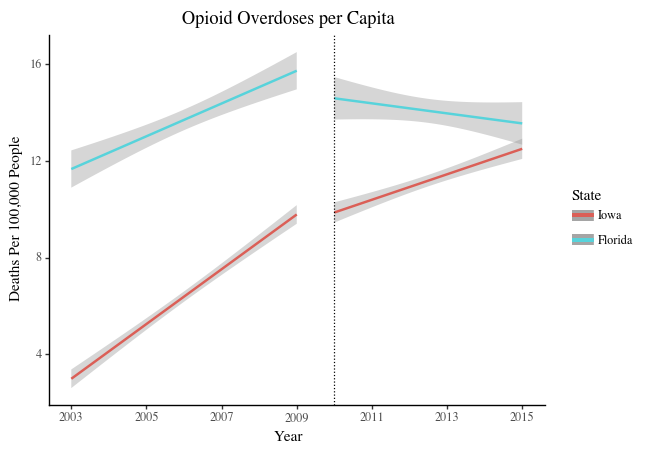 Opioid Overdoses per Capita
Deaths Per 100,000 People
16
12
8
4
2003 2005 2007 2009 2011 2013 2015
Year
State
Iowa
Florida